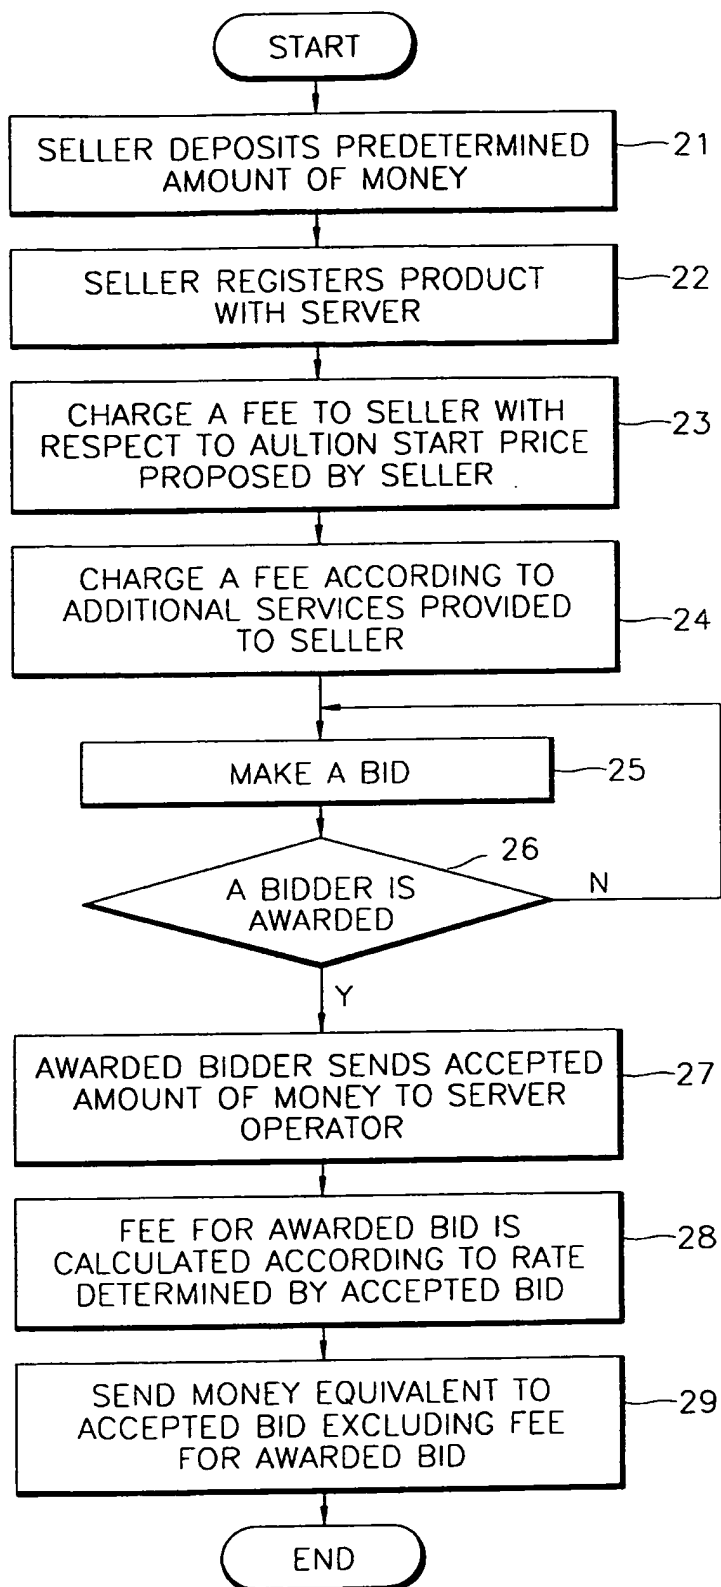 START
SELLER DEPOSITS PREDETERMINED
AMOUNT OF MONEY
21
SELLER REGISTERS PRODUCT
WITH SERVER
22
CHARGE A FEE TO SELLER WITH
RESPECT TO AULTION START PRICE
PROPOSED BY SELLER
23
CHARGE A FEE ACCORDING TO
ADDITIONAL SERVICES PROVIDED
TO SELLER
24
MAKE A BID
25
26
A BIDDER IS
AWARDED
N
Y
AWARDED BIDDER SENDS ACCEPTED
AMOUNT OF MONEY TO SERVER
OPERATOR
27
FEE FOR AWARDED BID IS
CALCULATED ACCORDING TO RATE
DETERMINED BY ACCEPTED BID
28
SEND MONEY EQUIVALENT TO
ACCEPTED BID EXCLUDING FEE
FOR AWARDED BID
29
END